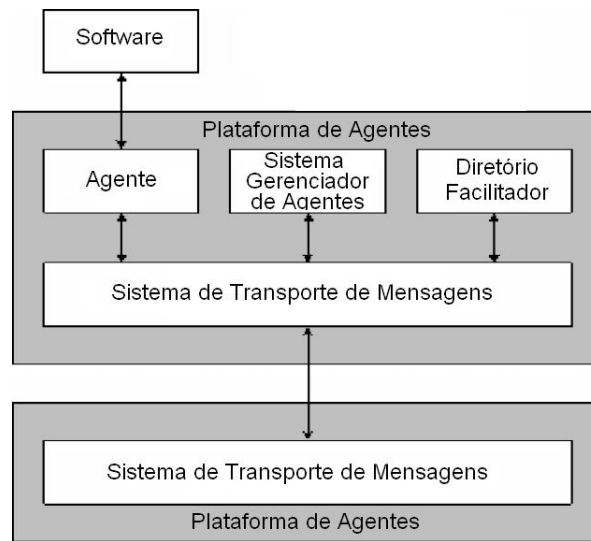 Software
Plataforma de Agentes
Agente
Sistema
Gerenciador
de Agentes
Diretório
Facilitador
Sistema de Transporte de Mensagens
Sistema de Transporte de Mensagens
Plataforma de Agentes